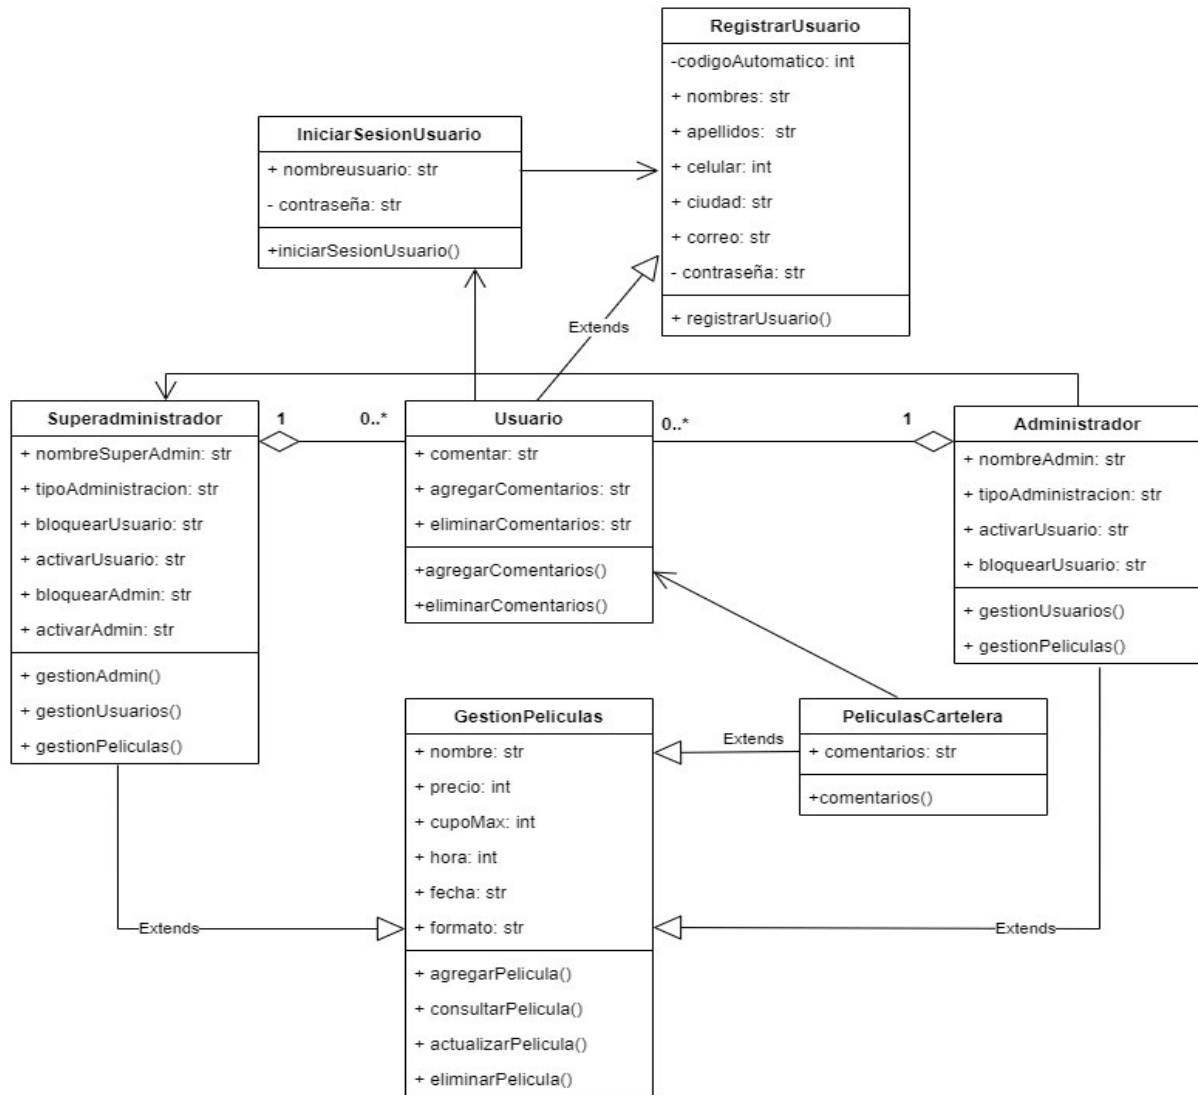 RegistrarUsuario
-codigoAutomatico: int
+ nombres: str
+ apellidos: str
+ celular: int
+ ciudad: str
+ correo: str
- contraseña: str
+ registrarUsuario()
IniciarSesionUsuario
+ nombreusuario: str
- contraseña: str
+iniciarSesionUsuario()
Extends
Superadministrador
+ nombreSuperAdmin: str
+ tipoAdministracion: str
+ bloquearUsuario: str
+ activarUsuario: str
+ bloquearAdmin: str
+ activarAdmin: str
+ gestionAdmin()
+ gestionUsuarios()
+ gestionPeliculas()
1
0..*
Usuario
+ comentar: str
+ agregarComentarios: str
+ eliminarComentarios: str
+agregarComentarios()
+eliminarComentarios()
0..*
1
Administrador
+ nombreAdmin: str
+ tipoAdministracion: str
+ activarUsuario: str
+ bloquearUsuario: str
+ gestionUsuarios()
+ gestionPeliculas()
GestionPeliculas
+ nombre: str
+ precio: int
+ cupoMax: int
+ hora: int
+ fecha: str
+ formato: str
+ agregarPelicula()
+ consultarPelicula()
+ actualizarPelicula()
+ eliminarPelicula()
Extends
PeliculasCartelera
+ comentarios: str
+comentarios()
Extends
Extends